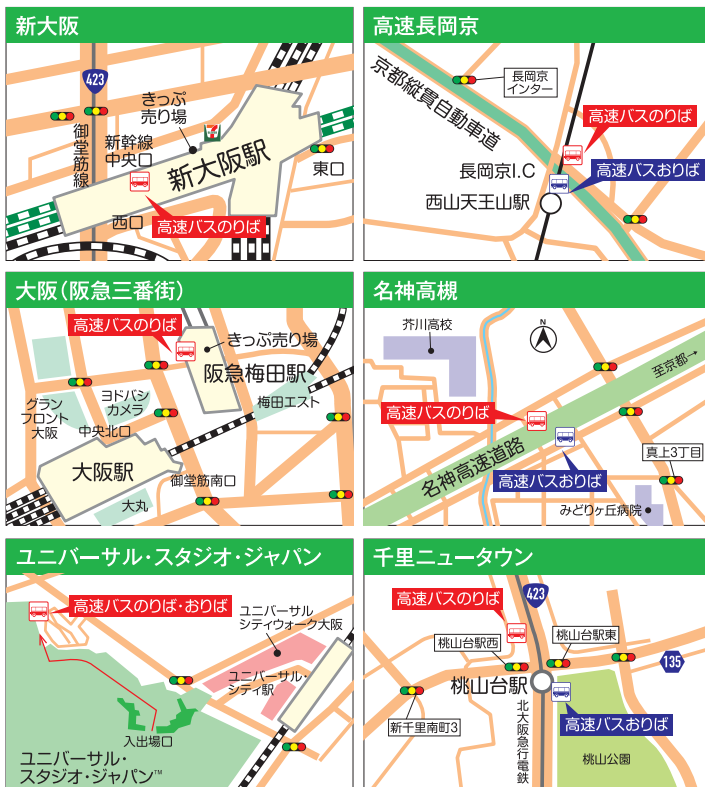 新大阪
423
きっぷ
売り場
御堂筋線
新幹線
中央口
7
新大阪駅
東口
西口
高速バスのりば
高速長岡京
京都縦貫自動車道
長岡京
インター
高速バスのりば
長岡京I.C
高速バスおりば
西山天王山駅
大阪(阪急三番街)
高速バスのりば
きっぷ売り場
阪急梅田駅
グラン
フロント
大阪
ヨドバシ
カメラ
梅田エスト
中央北口
大阪駅
御堂筋南口
大丸
名神高槻
芥川高校
N
至京都→
高速バスのりば
名神高速道路
高速バスおりば
真上3丁目
みどりヶ丘病院
ユニバーサル・スタジオ・ジャパン
高速バスのりば・おりば
ユニバーサル
シティウォーク大阪
ユニバーサル・
シティ駅
入出場口
ユニバーサル・
スタジオ・ジャパン™
千里ニュータウン
423
高速バスのりば
桃山台駅西
桃山台駅東
135
桃山台駅
新千里南町3
北大阪急行電鉄
高速バスおりば
桃山公園